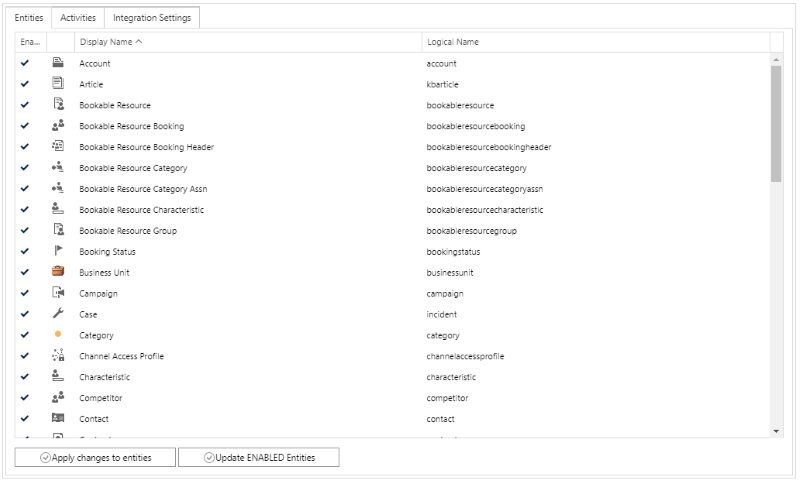 Entities Activities Integration Settings
Ena... Display Name Logical Name
Account account
Article kbarticle
Bookable Resource bookableresource
Bookable Resource Booking bookableresourcebooking
Bookable Resource Booking Header bookableresourcebookingheader
Bookable Resource Category bookableresourcecategory
Bookable Resource Category Assn bookableresourcecategoryassn
Bookable Resource Characteristic bookableresourcecharacteristic
Bookable Resource Group bookableresourcegroup
Booking Status bookingstatus
Business Unit businessunit
Campaign campaign
Case incident
Category category
Channel Access Profile channelaccessprofile
Characteristic characteristic
Competitor competitor
Contact contact
Apply changes to entities Update ENABLED Entities